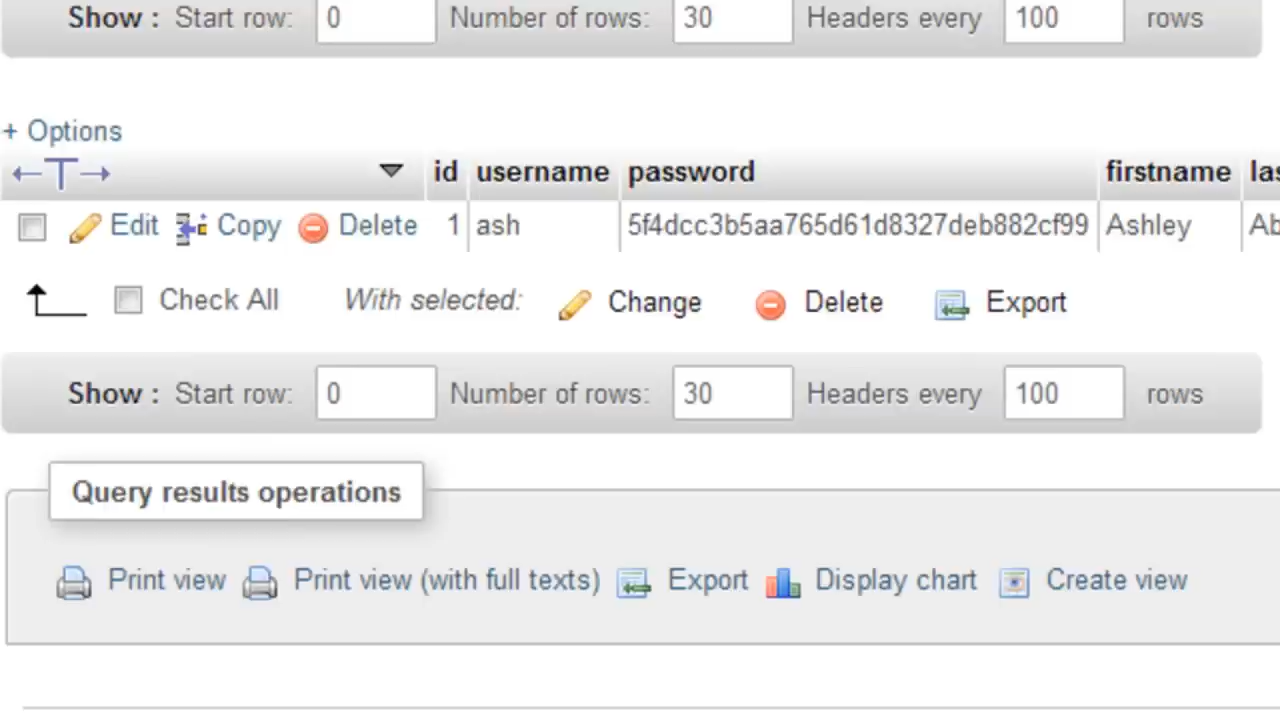 Show : Start row: 0 Number of rows: 30 Headers every 100 rows
+ Options
←T→ id username password firstname las
Edit Copy Delete 1 ash 5f4dcc3b5aa765d61d8327deb882cf99 Ashley Ab
Check All With selected: Change Delete Export
Show : Start row: 0 Number of rows: 30 Headers every 100 rows
Query results operations
Print view Print view (with full texts) Export Display chart Create view